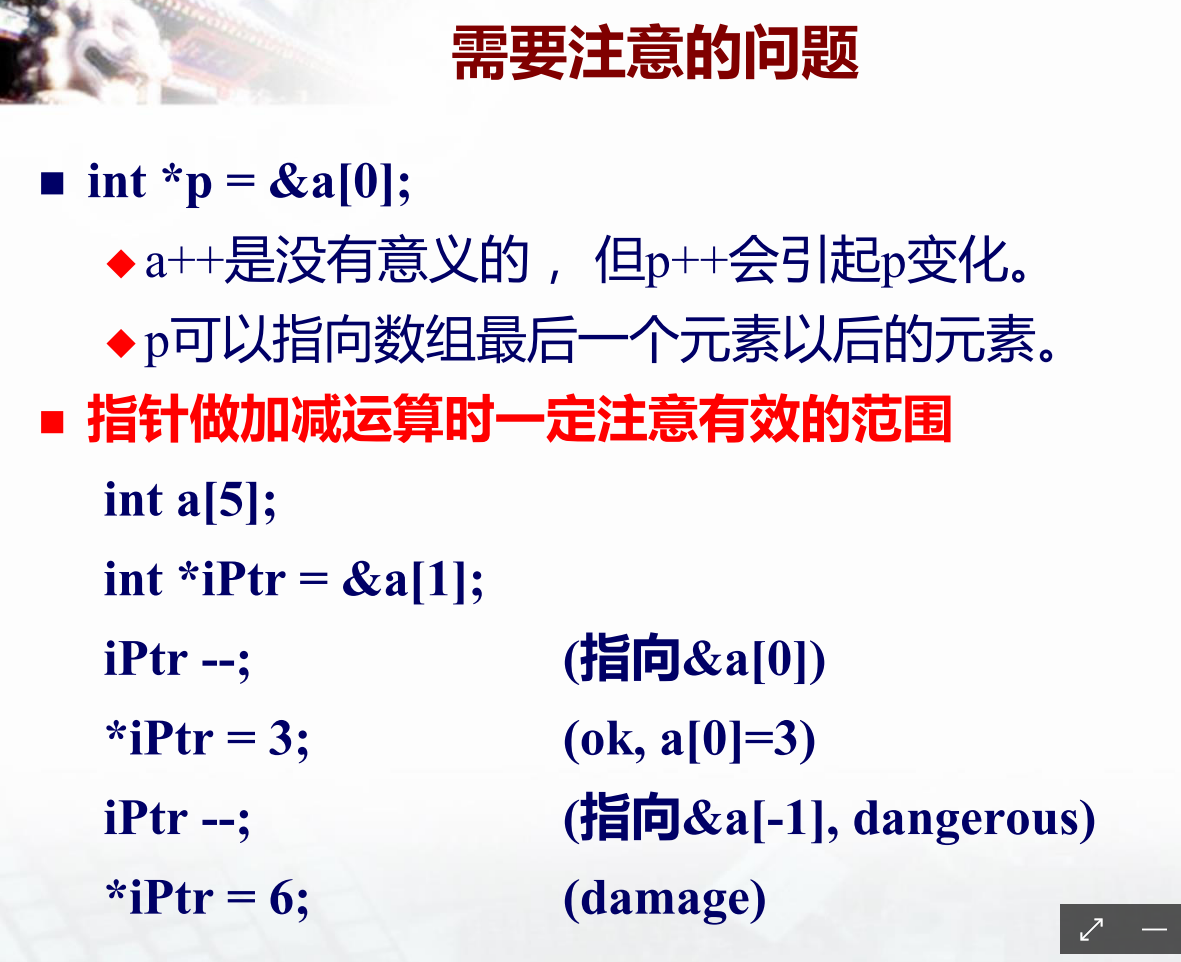 需要注意的问题
int *p = &a[0];
a++是没有意义的， 但p++会引起p变化。
p可以指向数组最后一个元素以后的元素。
指针做加减运算时一定注意有效的范围
int a[5];
int *iPtr = &a[1];
iPtr --; (指向&a[0])
*iPtr = 3; (ok, a[0]=3)
iPtr --; (指向&a[-1], dangerous)
*iPtr = 6; (damage)